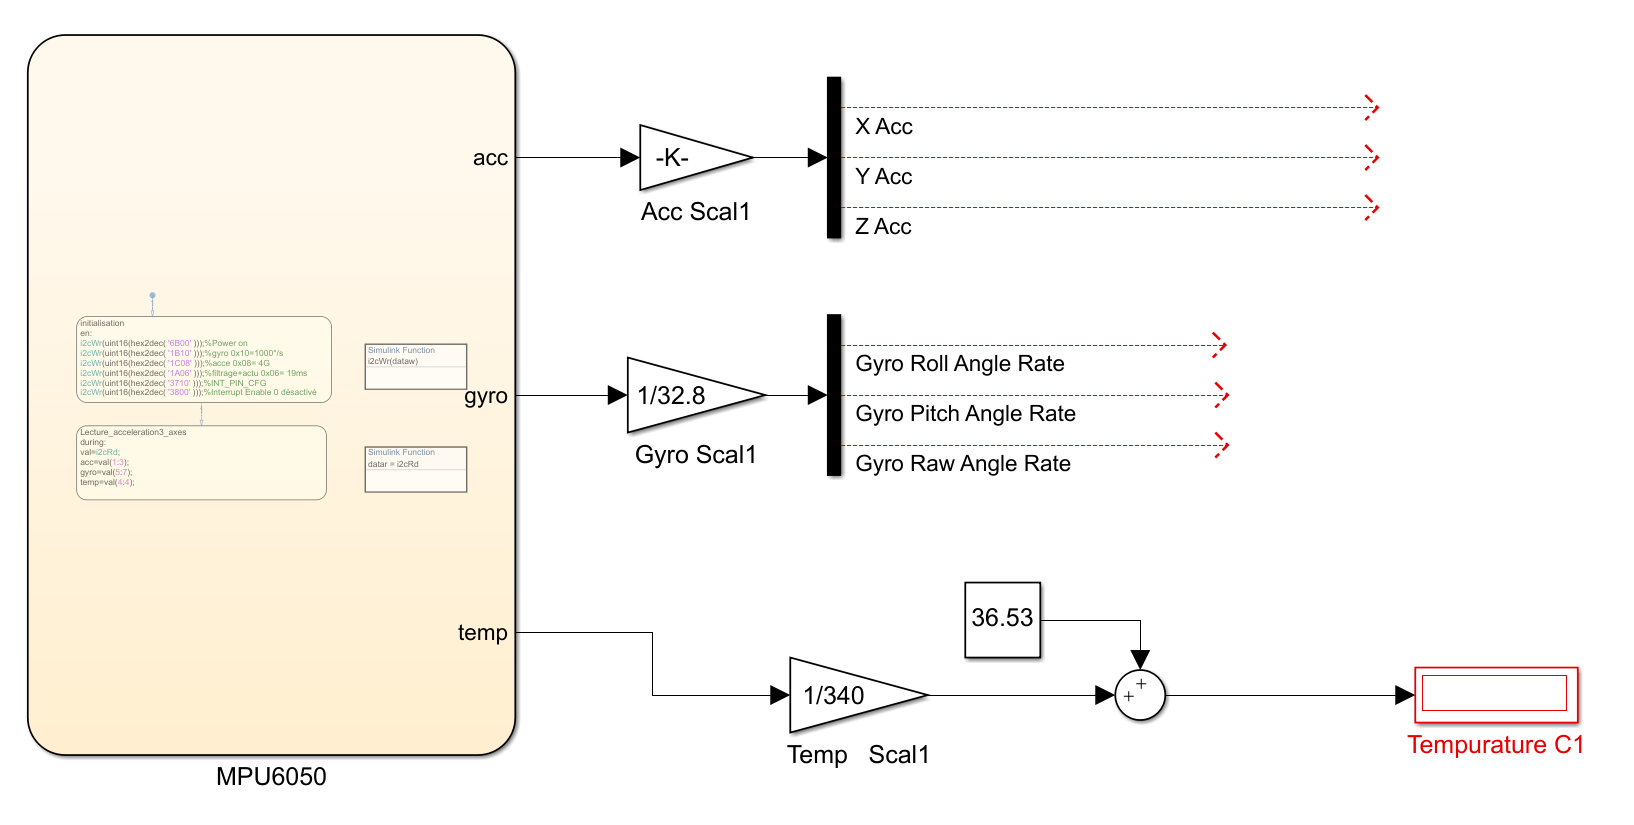 acc
-K-
Acc Scal1
X Acc
Y Acc
Z Acc
initialisation
en:
i2cWr(uint16(hex2dec( '6B00' )));%Power on
i2cWr(uint16(hex2dec( '1B10' )));%gyro 0x10=1000°/s
i2cWr(uint16(hex2dec( '1C08' )));%acce 0x08= 4G
i2cWr(uint16(hex2dec( '1A06' )));%filtrage+actu 0x06= 19ms
i2cWr(uint16(hex2dec( '3710' )));%INT_PIN_CFG
i2cWr(uint16(hex2dec( '3800' )));%Interrupt Enable 0 désactivé
Simulink Function
i2cWr(dataw)
Lecture_acceleration3_axes
during:
val=i2cRd;
acc=val(1:3);
gyro=val(5:7);
temp=val(4:4);
Simulink Function
datar = i2cRd
gyro
1/32.8
Gyro Scal1
Gyro Roll Angle Rate
Gyro Pitch Angle Rate
Gyro Raw Angle Rate
temp
36.53
1/340
+
+
Temp Scal1
Tempurature C1
MPU6050